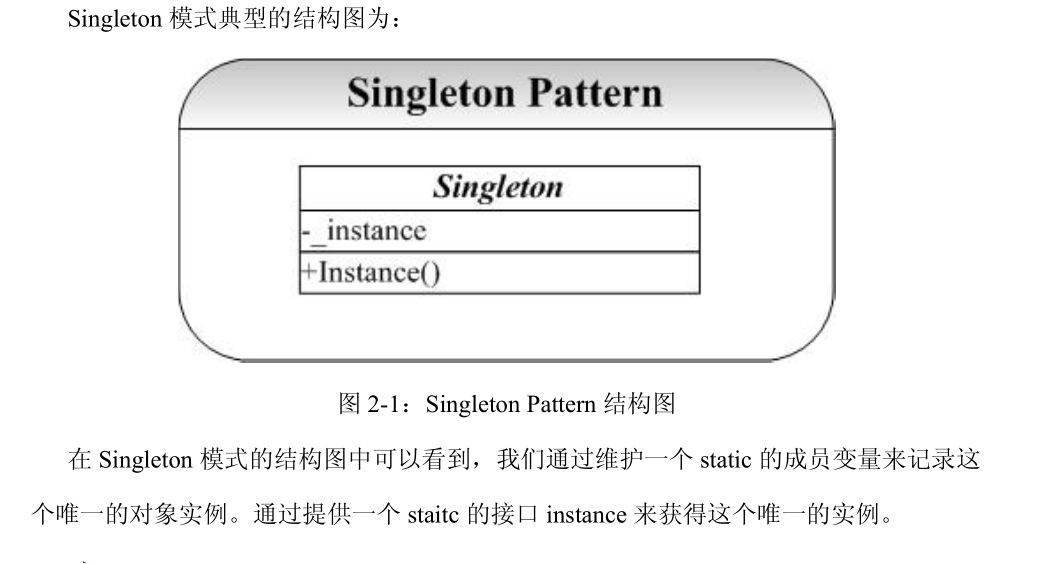 Singleton 模式典型的结构图为：
Singleton Pattern
Singleton
-_instance
+Instance()
图 2-1：Singleton Pattern 结构图
在 Singleton 模式的结构图中可以看到，我们通过维护一个 static 的成员变量来记录这
个唯一的对象实例。通过提供一个 staitc 的接口 instance 来获得这个唯一的实例。